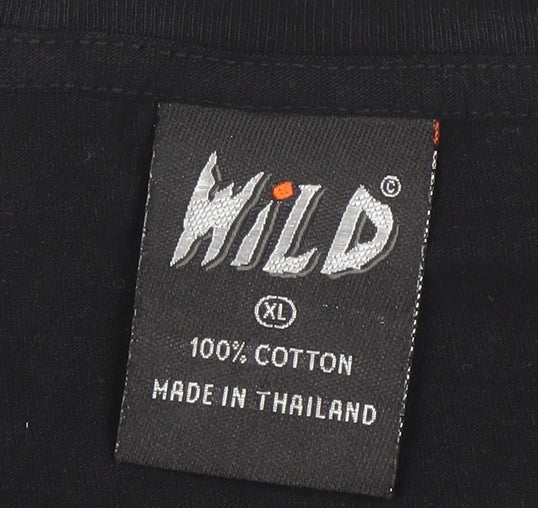 WiLD ©
XL
100% COTTON
MADE IN THAILAND